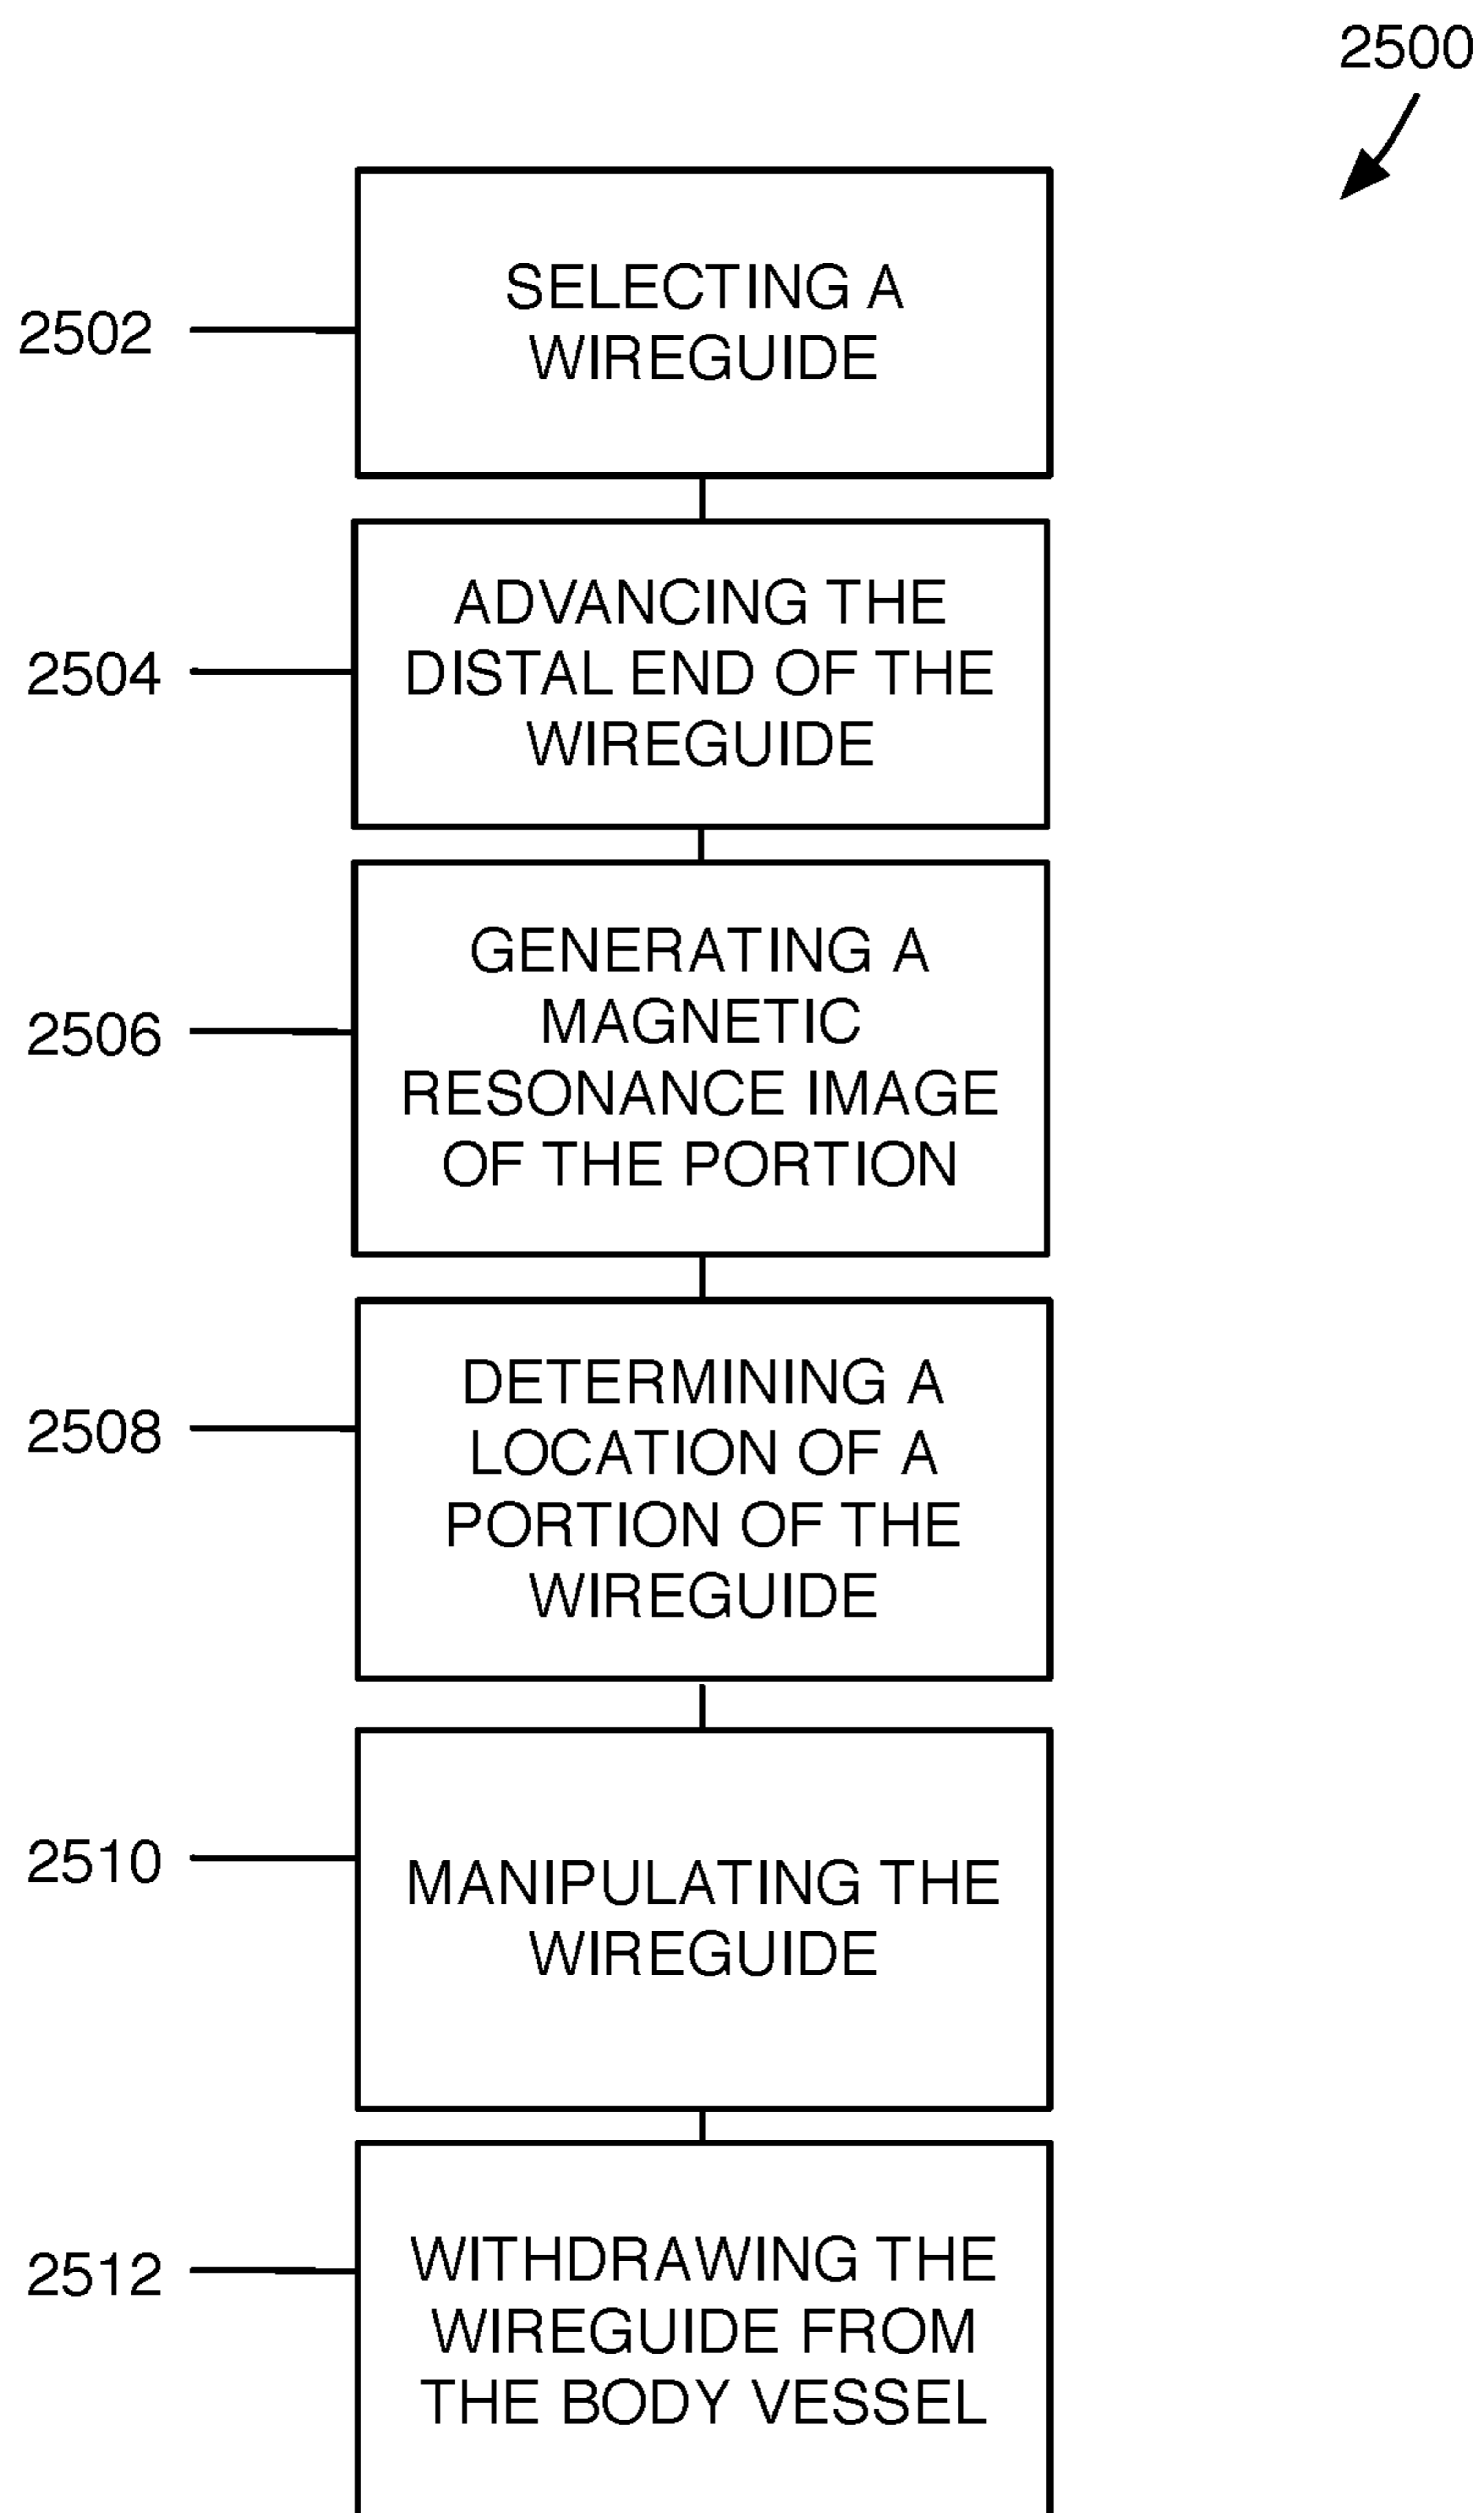 2500
2502
SELECTING A
WIREGUIDE
2504
ADVANCING THE
DISTAL END OF THE
WIREGUIDE
2506
GENERATING A
MAGNETIC
RESONANCE IMAGE
OF THE PORTION
2508
DETERMINING A
LOCATION OF A
PORTION OF THE
WIREGUIDE
2510
MANIPULATING THE
WIREGUIDE
2512
WITHDRAWING THE
WIREGUIDE FROM
THE BODY VESSEL